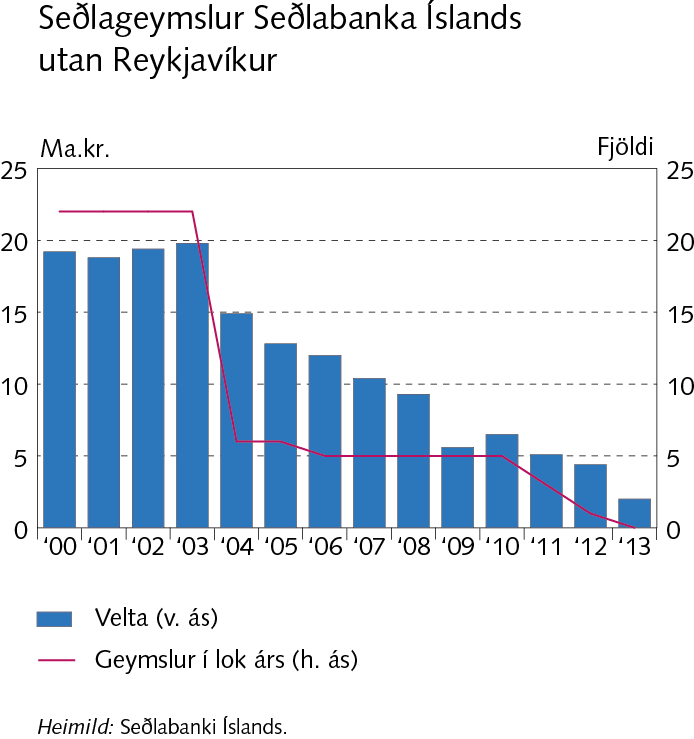 Seðlageymslur Seðlabanka Íslands
utan Reykjavíkur
Ma.kr. Fjöldi
25 25
20 20
15 15
10 10
5 5
0 0
‘00 ‘01 ‘02 ‘03 ‘04 ‘05 ‘06 ‘07 ‘08 ‘09 ‘10 ‘11 ‘12 ‘13
Velta (v. ás)
Geymslur í lok árs (h. ás)
Heimild: Seðlabanki Íslands.